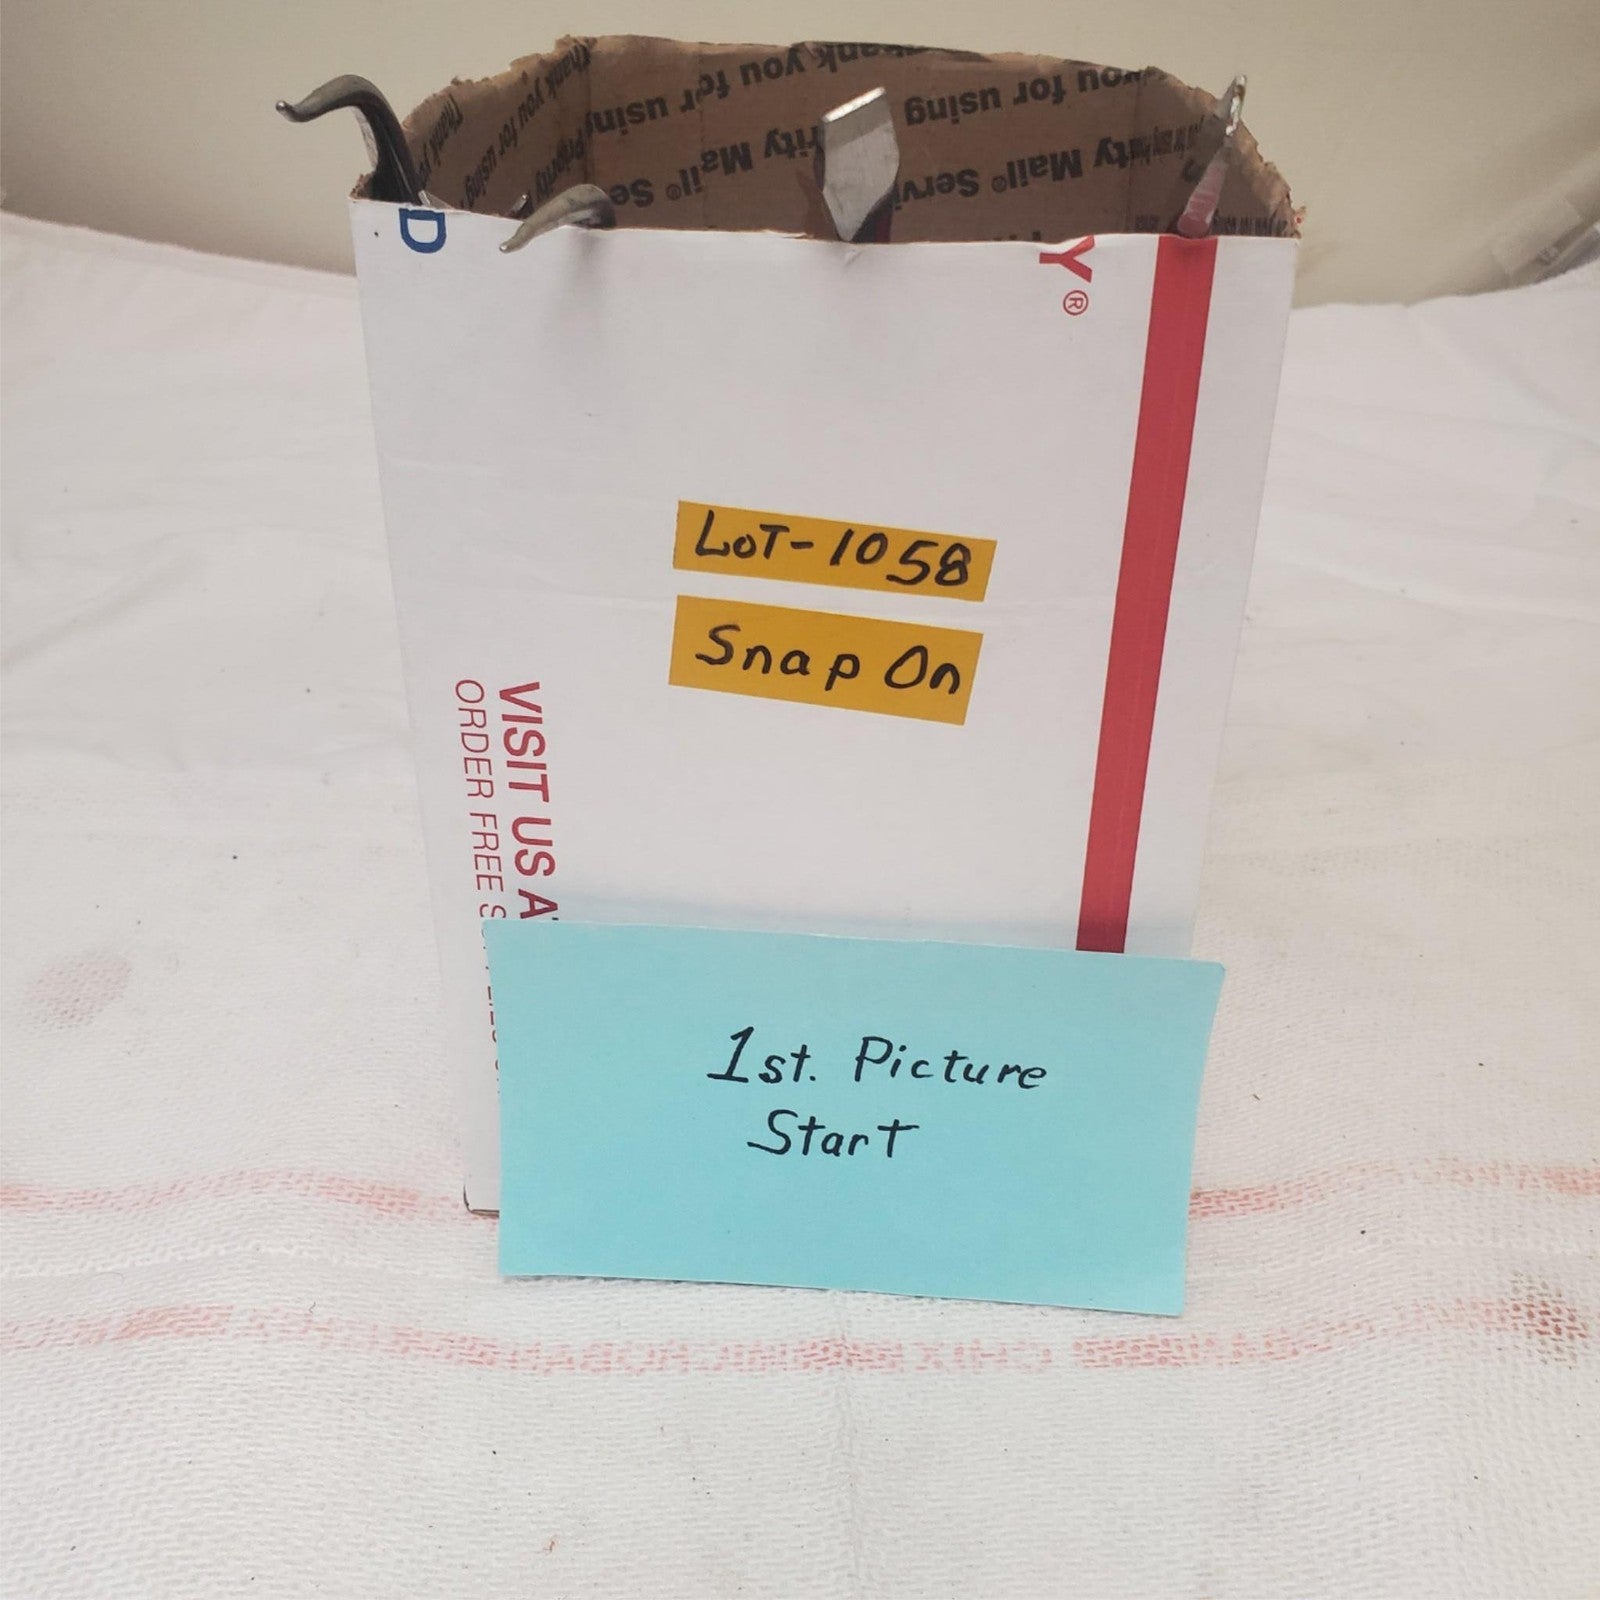 Thank you for using
Priority Mail® Service
D
Y®
LOT-1058
Snap On
VISIT US A
ORDER FREE S
1st. Picture
Start